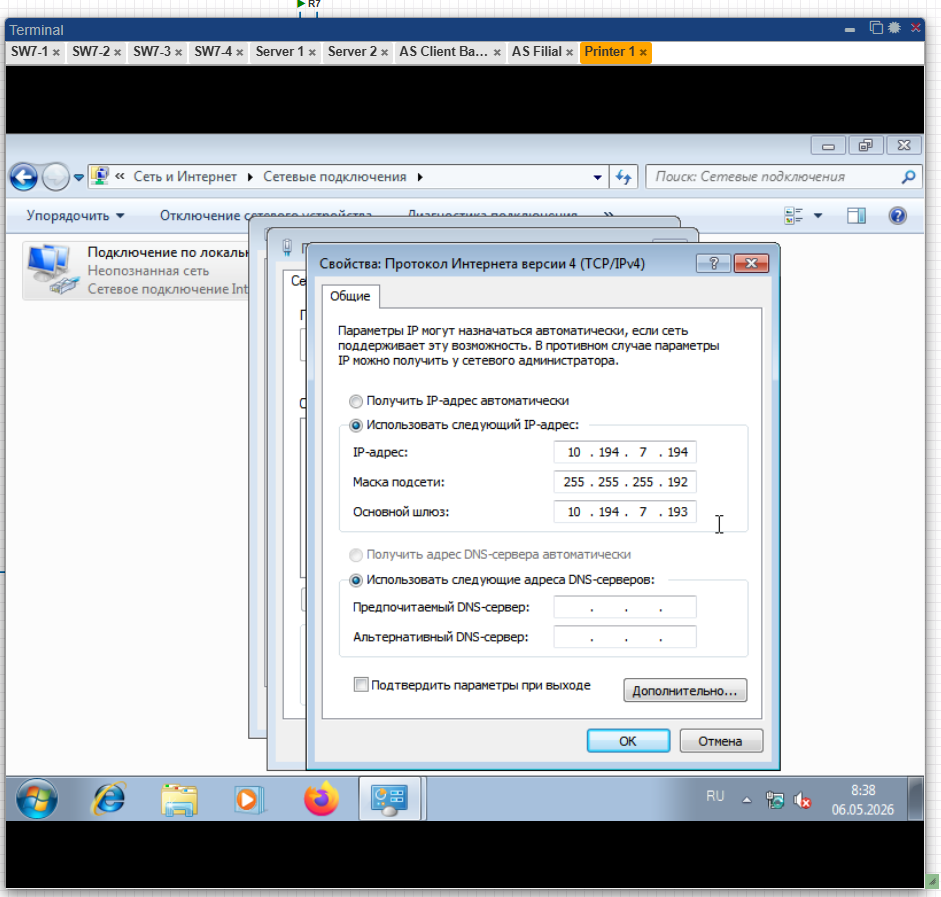 R7
Terminal
SW7-1 × SW7-2 × SW7-3 × SW7-4 × Server 1 × Server 2 × AS Client Ba... × AS Filial × Printer 1 ×
« Сеть и Интернет Сетевые подключения
Поиск: Сетевые подключения
Упорядочить Отключение сетевого устройства Диагностика подключения »
Подключение по локаль
Неопознанная сеть
Сетевое подключение Int
Свойства: Протокол Интернета версии 4 (TCP/IPv4)
Общие
Параметры IP могут назначаться автоматически, если сеть
поддерживает эту возможность. В противном случае параметры
IP можно получить у сетевого администратора.
Получить IP-адрес автоматически
Использовать следующий IP-адрес:
IP-адрес: 10 . 194 . 7 . 194
Маска подсети: 255 . 255 . 255 . 192
Основной шлюз: 10 . 194 . 7 . 193
Получить адрес DNS-сервера автоматически
Использовать следующие адреса DNS-серверов:
Предпочитаемый DNS-сервер: . . .
Альтернативный DNS-сервер: . . .
Подтвердить параметры при выходе
Дополнительно...
ОК Отмена
RU
8:38
06.05.2026